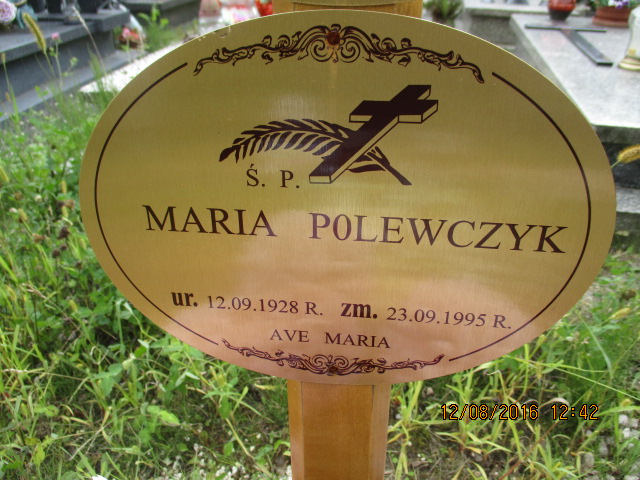 Ś. P.
MARIA P0LEWCZYK
ur. 12.09.1928 R. zm. 23.09.1995 R.
AVE MARIA
12/08/2016 12:42